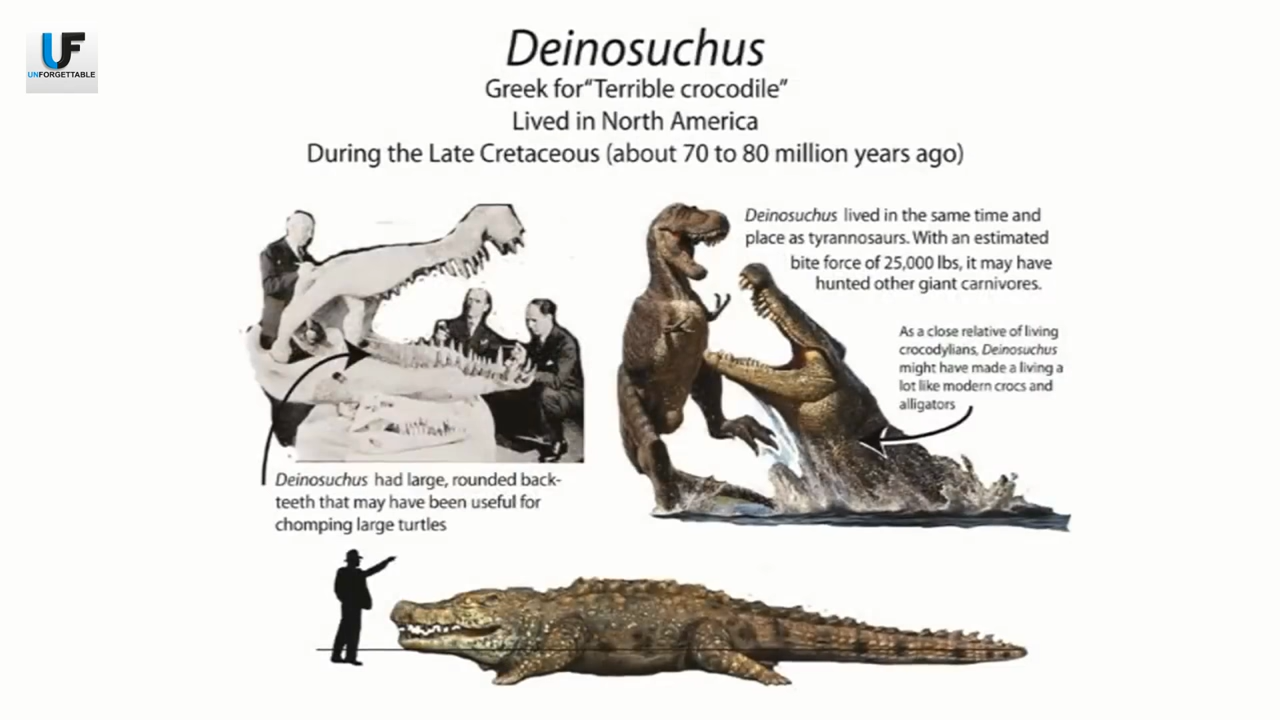 UF
UNFORGETTABLE
Deinosuchus
Greek for“Terrible crocodile”
Lived in North America
During the Late Cretaceous (about 70 to 80 million years ago)
Deinosuchus lived in the same time and
place as tyrannosaurs. With an estimated
bite force of 25,000 lbs, it may have
hunted other giant carnivores.
As a close relative of living
crocodylians, Deinosuchus
might have made a living a
lot like modern crocs and
alligators
Deinosuchus had large, rounded back-
teeth that may have been useful for
chomping large turtles